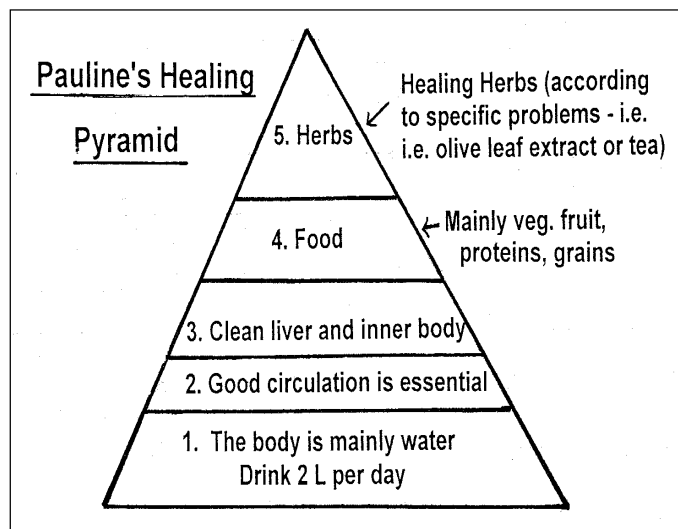 Pauline's Healing
Pyramid
Healing Herbs (according
to specific problems - i.e.
i.e. olive leaf extract or tea)
5. Herbs
Mainly veg. fruit,
proteins, grains
4. Food
3. Clean liver and inner body
2. Good circulation is essential
1. The body is mainly water
Drink 2 L per day